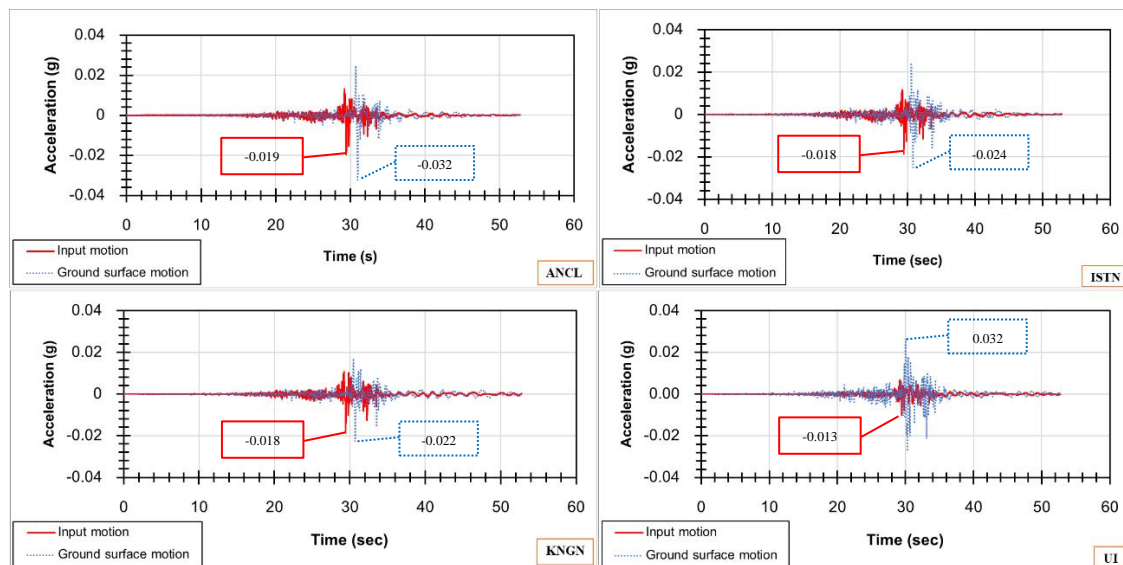 0.04
0.02
0
-0.02
-0.04
Acceleration (g)
-0.019
-0.032
0 10 20 30 40 50 60
Time (s)
Input motion
Ground surface motion
ANCL
0.04
0.02
0
-0.02
-0.04
Acceleration (g)
-0.018
-0.024
0 10 20 30 40 50 60
Time (sec)
Input motion
Ground surface motion
ISTN
0.04
0.02
0
-0.02
-0.04
Acceleration (g)
-0.018
-0.022
0 10 20 30 40 50 60
Time (sec)
Input motion
Ground surface motion
KNGN
0.04
0.02
0
-0.02
-0.04
Acceleration (g)
0.032
-0.013
0 10 20 30 40 50 60
Time (sec)
Input motion
Ground surface motion
UI